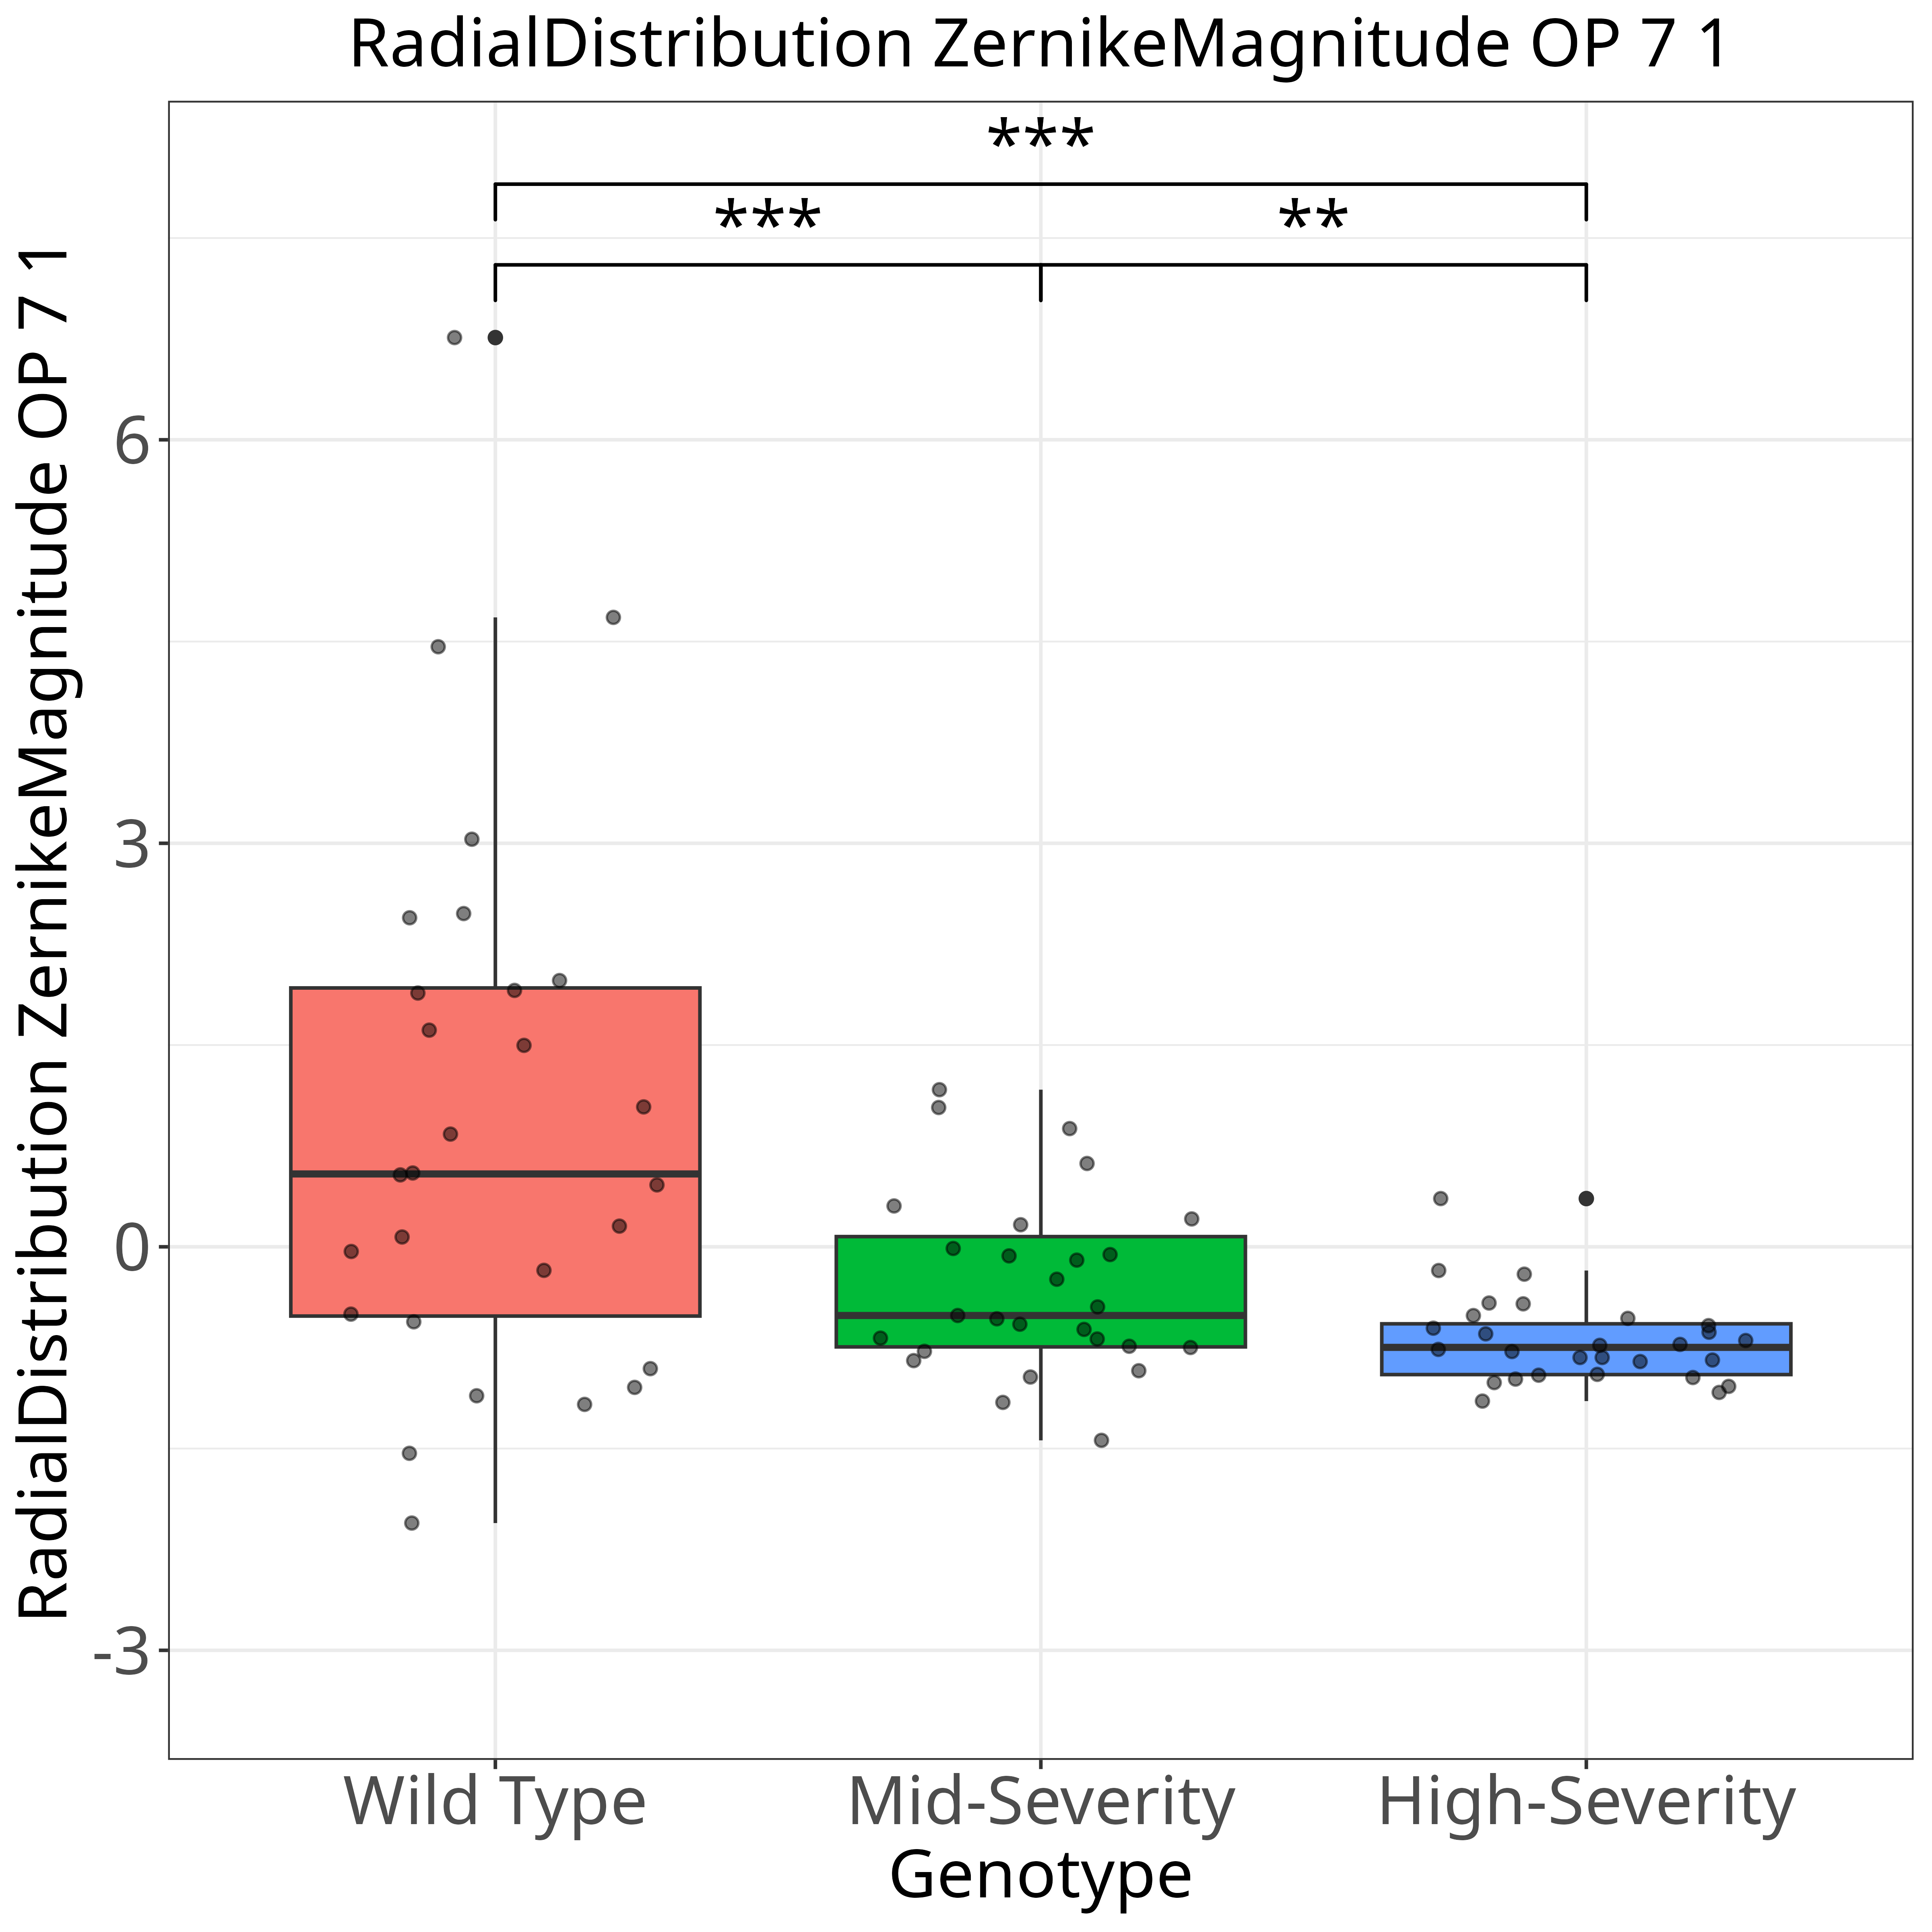 RadialDistribution ZernikeMagnitude OP 7 1
***
*** **
RadialDistribution ZernikeMagnitude OP 7 1
6
3
0
-3
Wild Type Mid-Severity High-Severity
Genotype